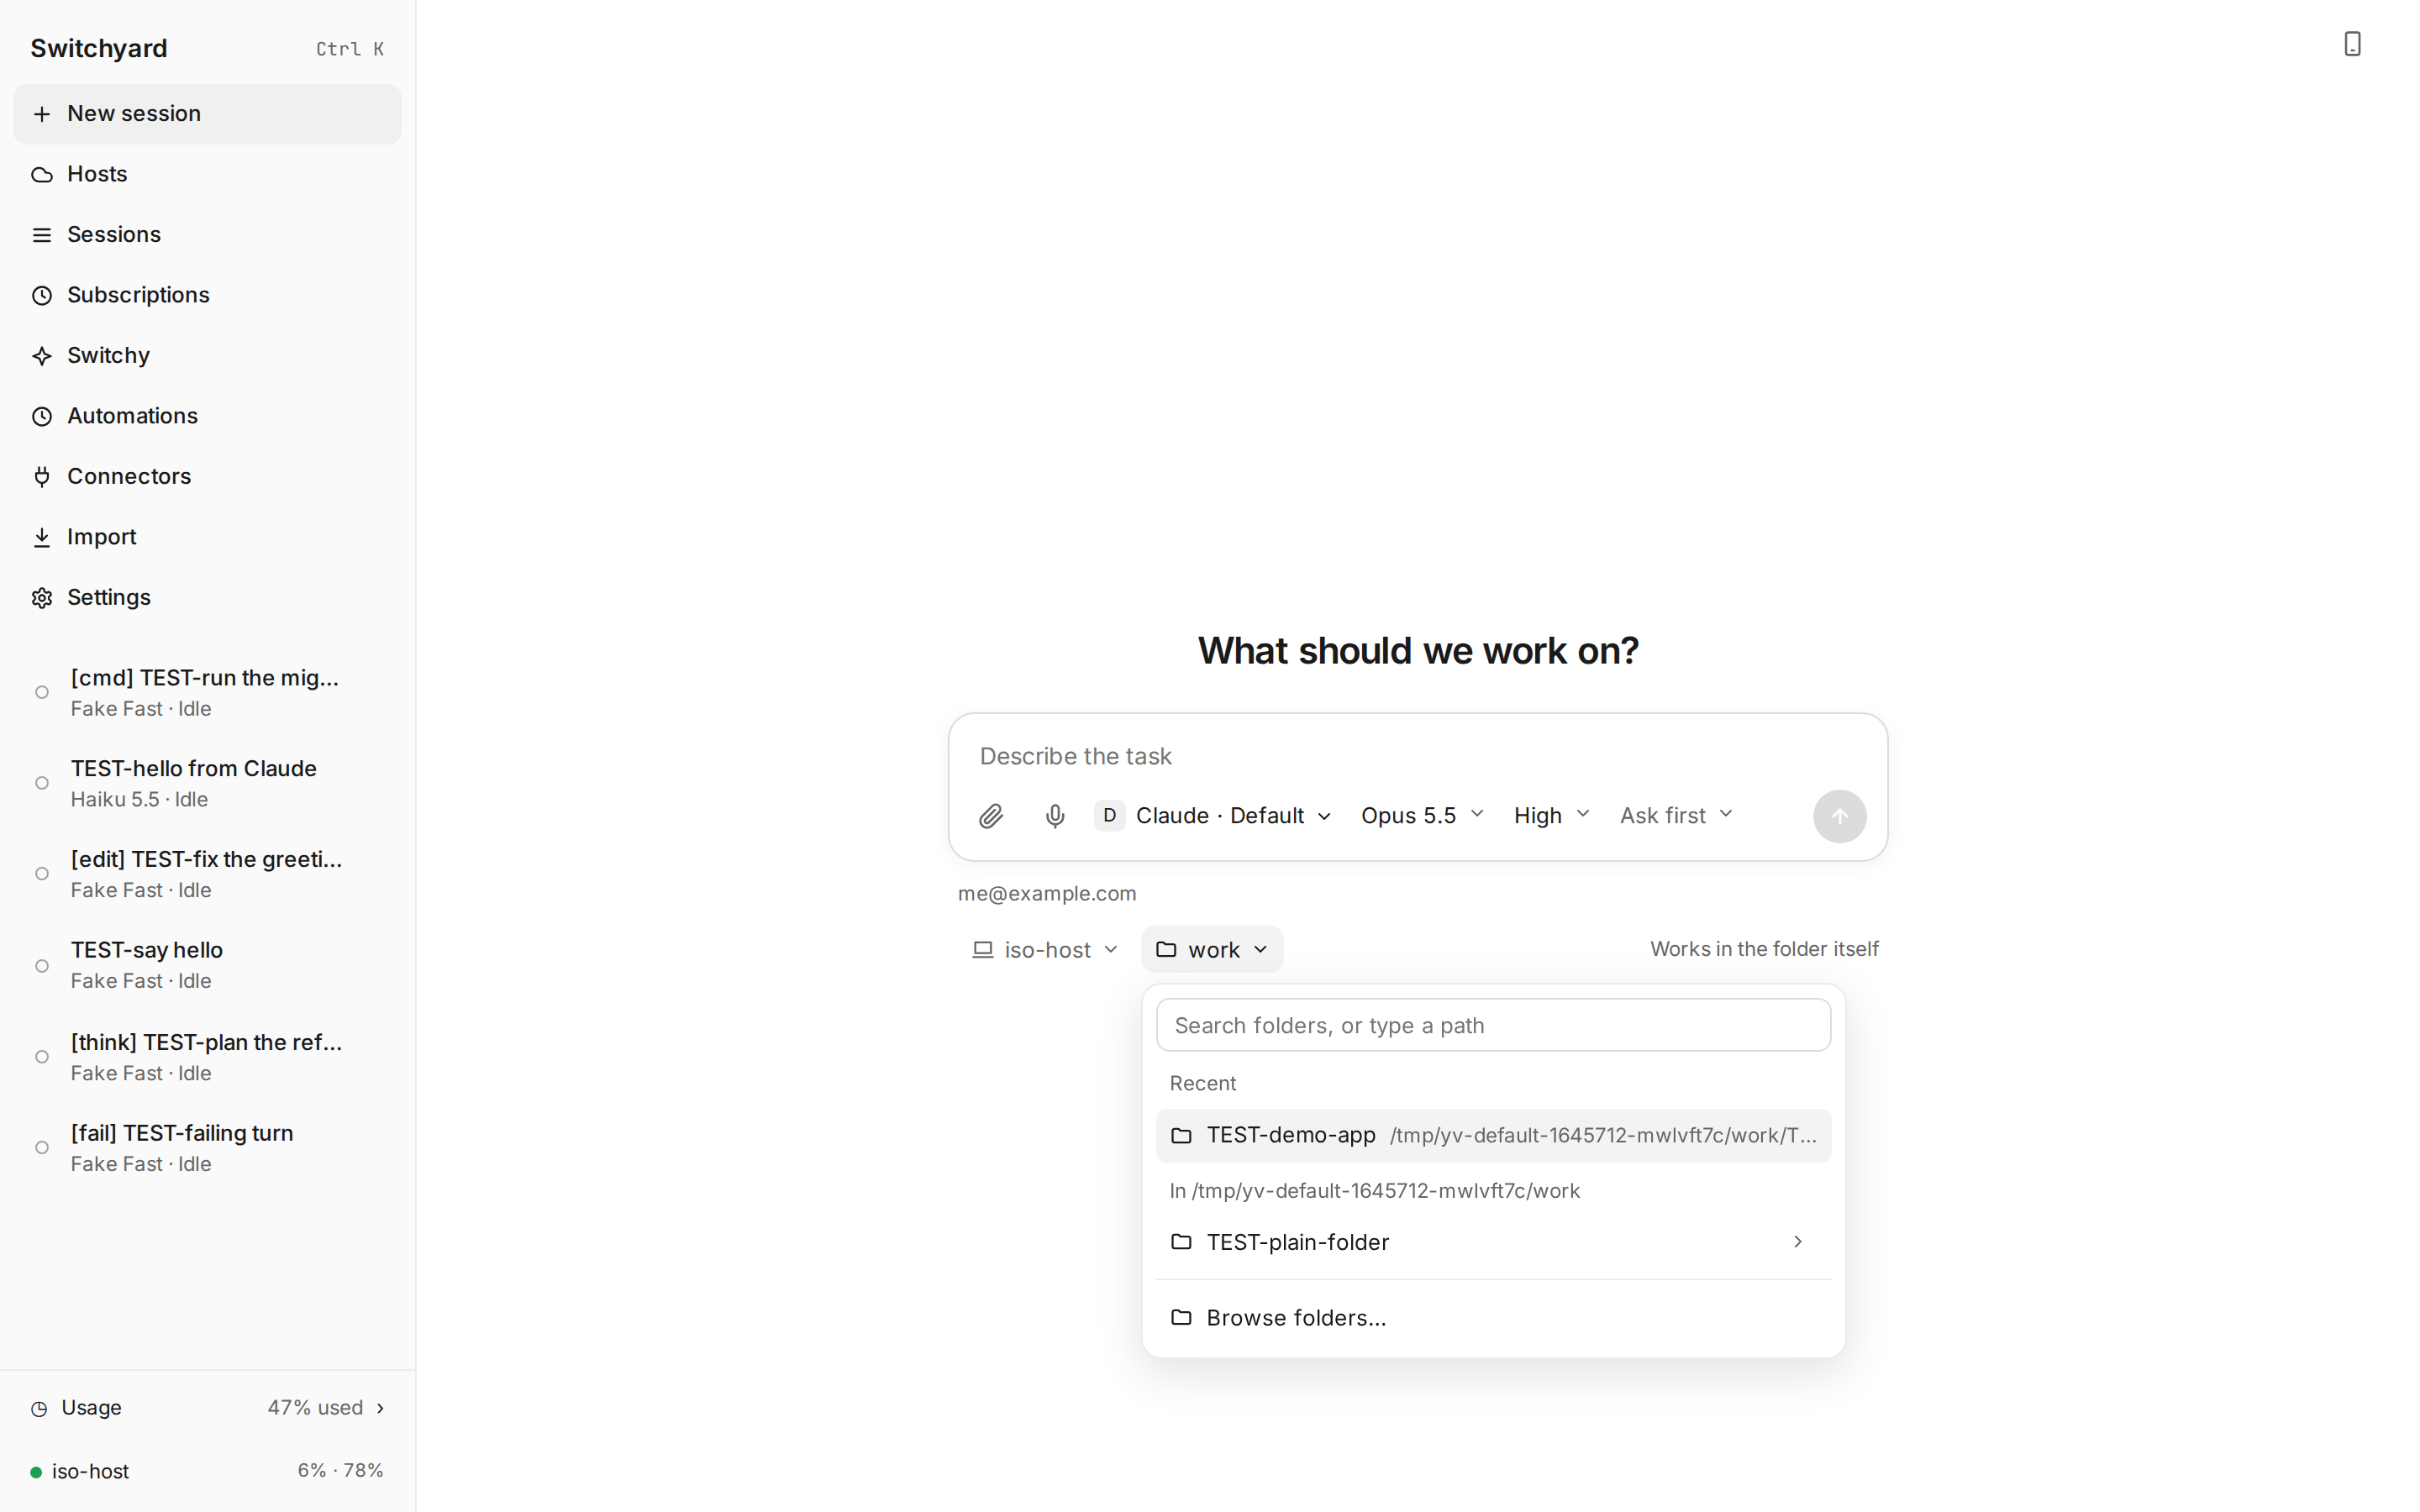 Switchyard Ctrl K
New session
Hosts
Sessions
Subscriptions
Switchy
Automations
Connectors
Import
Settings
[cmd] TEST-run the mig...
Fake Fast · Idle
TEST-hello from Claude
Haiku 5.5 · Idle
[edit] TEST-fix the greeti...
Fake Fast · Idle
TEST-say hello
Fake Fast · Idle
[think] TEST-plan the ref...
Fake Fast · Idle
[fail] TEST-failing turn
Fake Fast · Idle
Usage 47% used
iso-host 6% · 78%
What should we work on?
Describe the task
D Claude · Default Opus 5.5 High Ask first
me@example.com
iso-host work Works in the folder itself
Search folders, or type a path
Recent
TEST-demo-app /tmp/yv-default-1645712-mwlvft7c/work/T...
In /tmp/yv-default-1645712-mwlvft7c/work
TEST-plain-folder
Browse folders...